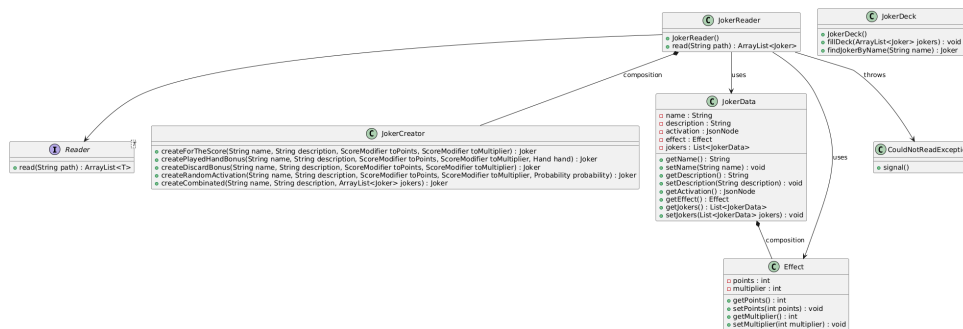 C JokerReader
JokerReader()
read(String path) : ArrayList<Joker>
C JokerDeck
JokerDeck()
fillDeck(ArrayList<Joker> jokers) : void
findJokerByName(String name) : Joker
composition
uses
throws
uses
I Reader T
read(String path) : ArrayList<T>
C JokerCreator
createForTheScore(String name, String description, ScoreModifier toPoints, ScoreModifier toMultiplier) : Joker
createPlayedHandBonus(String name, String description, ScoreModifier toPoints, ScoreModifier toMultiplier, Hand hand) : Joker
createDiscardBonus(String name, String description, ScoreModifier toPoints, ScoreModifier toMultiplier) : Joker
createRandomActivation(String name, String description, ScoreModifier toPoints, ScoreModifier toMultiplier, Probability probability) : Joker
createCombinated(String name, String description, ArrayList<Joker> jokers) : Joker
C JokerData
name : String
description : String
activation : JsonNode
effect : Effect
jokers : List<JokerData>
getName() : String
setName(String name) : void
getDescription() : String
setDescription(String description) : void
getActivation() : JsonNode
getEffect() : Effect
getJokers() : List<JokerData>
setJokers(List<JokerData> jokers) : void
C CouldNotReadExcepti
signal()
composition
C Effect
points : int
multiplier : int
getPoints() : int
setPoints(int points) : void
getMultiplier() : int
setMultiplier(int multiplier) : void